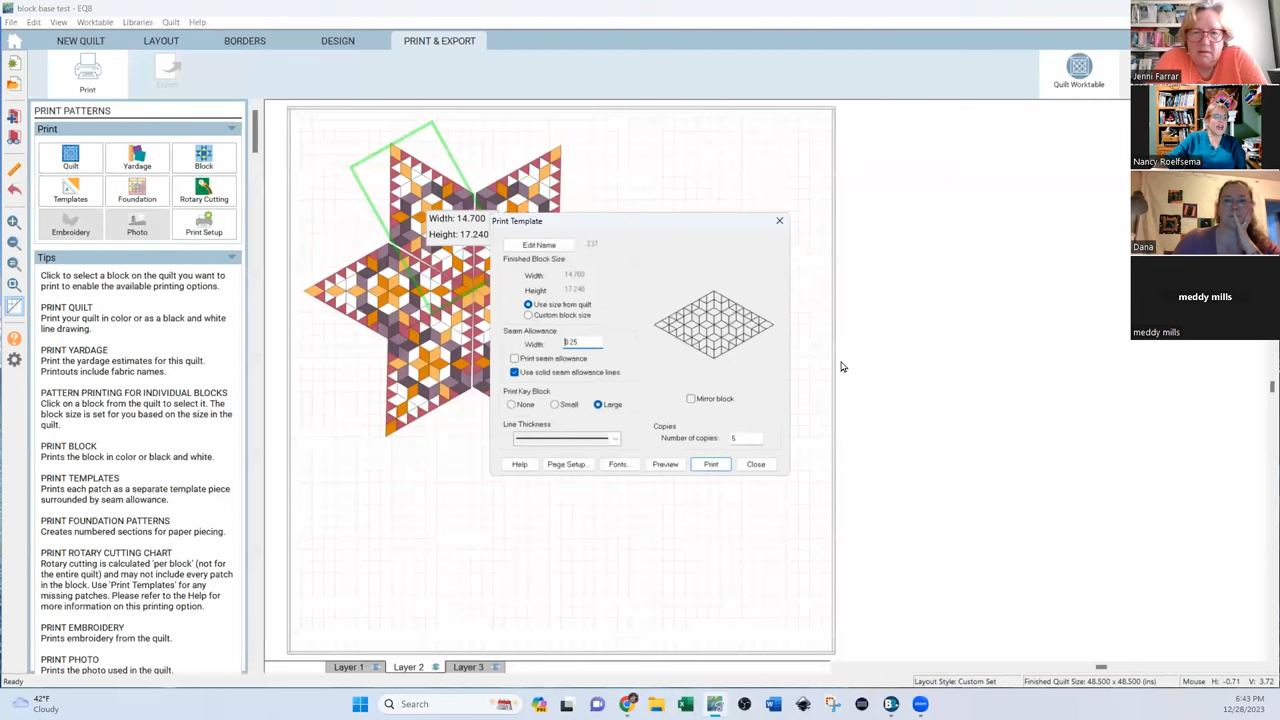 block base test - EQ8
File Edit View Worktable Libraries Quilt Help
NEW QUILT LAYOUT BORDERS DESIGN PRINT & EXPORT
Print Export
Quilt Worktable
PRINT PATTERNS
Print
Quilt Yardage Block
Templates Foundation Rotary Cutting
Embroidery Photo Print Setup
Tips
Click to select a block on the quilt you want to
print to enable the available printing options.
PRINT QUILT
Print your quilt in color or as a black and white
line drawing.
PRINT YARDAGE
Print the yardage estimates for this quilt.
Printouts include fabric names.
PATTERN PRINTING FOR INDIVIDUAL BLOCKS
Click on a block from the quilt to select it. The
block size is set for you based on the size in the
quilt.
PRINT BLOCK
Prints the block in color or black and white.
PRINT TEMPLATES
Prints each patch as a separate template piece
surrounded by seam allowance.
PRINT FOUNDATION PATTERNS
Creates numbered sections for paper piecing.
PRINT ROTARY CUTTING CHART
Rotary cutting is calculated 'per block' (not for
the entire quilt) and may not include every patch
in the block. Use 'Print Templates' for any
missing patches. Please refer to the Help for
more information on this printing option.
PRINT EMBROIDERY
Prints embroidery from the quilt.
PRINT PHOTO
Prints the photo used in the quilt.
Width: 14.700
Height: 17.240
Print Template
Edit Name 237
Finished Block Size
Width: 14.700
Height 17.240
Use size from quilt
Custom block size
Seam Allowance
Width: 0.25
Print seam allowance
Use solid seam allowance lines
Print Key Block
None Small Large
Mirror block
Line Thickness
Copies
Number of copies: 5
Help Page Setup... Fonts... Preview Print Close
Layer 1 Layer 2 Layer 3
Ready
Layout Style: Custom Set Finished Quilt Size: 48.500 x 48.500 (ins) Mouse H: -0.71 V: 3.72
42°F
Cloudy
Search
6:43 PM
12/28/2023
Jenni Farrar
Nancy Roelfsema
Dana
meddy mills
meddy mills